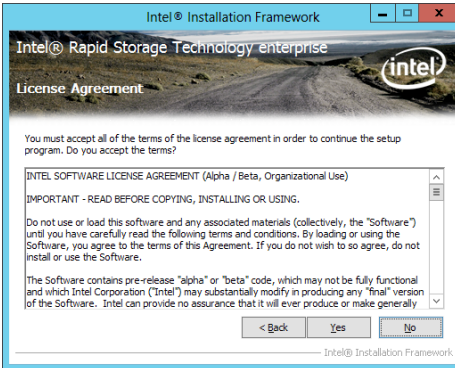 Intel® Installation Framework
Intel® Rapid Storage Technology enterprise
intel®
License Agreement
You must accept all of the terms of the license agreement in order to continue the setup
program. Do you accept the terms?
INTEL SOFTWARE LICENSE AGREEMENT (Alpha / Beta, Organizational Use)
IMPORTANT - READ BEFORE COPYING, INSTALLING OR USING.
Do not use or load this software and any associated materials (collectively, the "Software")
until you have carefully read the following terms and conditions. By loading or using the
Software, you agree to the terms of this Agreement. If you do not wish to so agree, do not
install or use the Software.
The Software contains pre-release "alpha" or "beta" code, which may not be fully functional
and which Intel Corporation ("Intel") may substantially modify in producing any "final" version
of the Software. Intel can provide no assurance that it will ever produce or make generally
< Back Yes No
Intel® Installation Framework